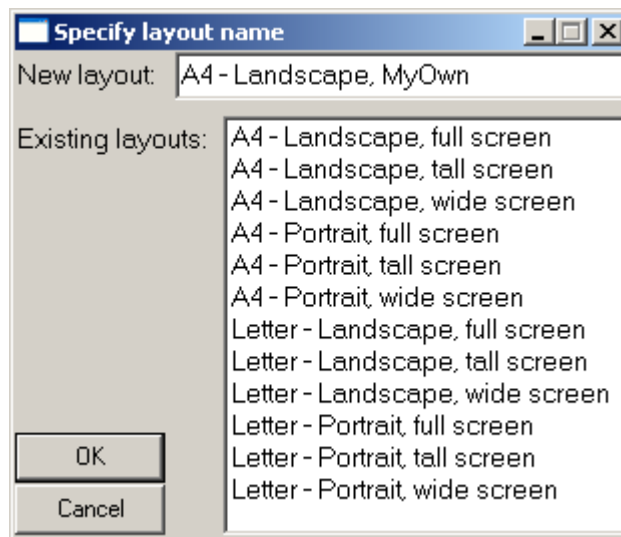 Specify layout name
New layout: A4 - Landscape, MyOwn
Existing layouts:
A4 - Landscape, full screen
A4 - Landscape, tall screen
A4 - Landscape, wide screen
A4 - Portrait, full screen
A4 - Portrait, tall screen
A4 - Portrait, wide screen
Letter - Landscape, full screen
Letter - Landscape, tall screen
Letter - Landscape, wide screen
Letter - Portrait, full screen
Letter - Portrait, tall screen
Letter - Portrait, wide screen
OK
Cancel